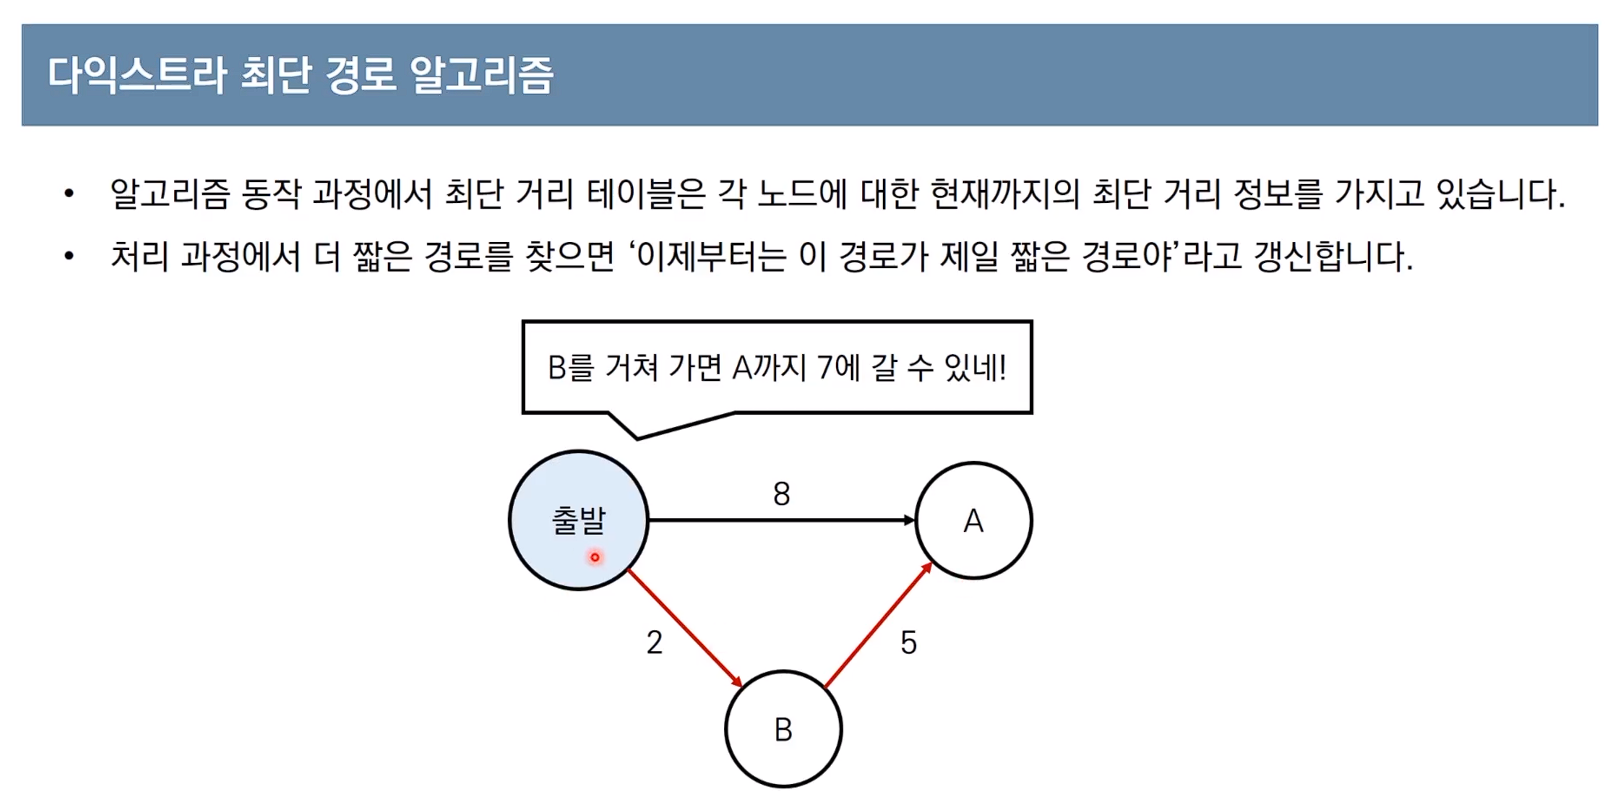 다익스트라 최단 경로 알고리즘
• 알고리즘 동작 과정에서 최단 거리 테이블은 각 노드에 대한 현재까지의 최단 거리 정보를 가지고 있습니다.
• 처리 과정에서 더 짧은 경로를 찾으면 ‘이제부터는 이 경로가 제일 짧은 경로야’라고 갱신합니다.
B를 거쳐 가면 A까지 7에 갈 수 있네!
8
출발
A
2
5
B